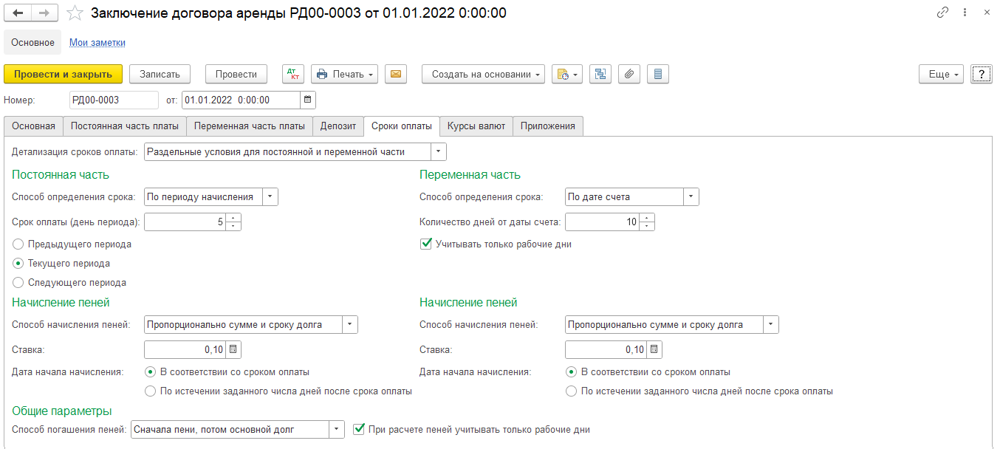 Заключение договора аренды РД00-0003 от 01.01.2022 0:00:00
Основное Мои заметки
Провести и закрыть Записать Провести Дт Кт Печать Создать на основании Еще ?
Номер: РД00-0003 от: 01.01.2022 0:00:00
Основная Постоянная часть платы Переменная часть платы Депозит Сроки оплаты Курсы валют Приложения
Детализация сроков оплаты: Раздельные условия для постоянной и переменной части
Постоянная часть Переменная часть
Способ определения срока: По периоду начисления Способ определения срока: По дате счета
Срок оплаты (день периода): 5 Количество дней от даты счета: 10
Предыдущего периода Учитывать только рабочие дни
Текущего периода
Следующего периода
Начисление пеней Начисление пеней
Способ начисления пеней: Пропорционально сумме и сроку долга Способ начисления пеней: Пропорционально сумме и сроку долга
Ставка: 0,10 Ставка: 0,10
Дата начала начисления: В соответствии со сроком оплаты Дата начала начисления: В соответствии со сроком оплаты
По истечении заданного числа дней после срока оплаты По истечении заданного числа дней после срока оплаты
Общие параметры
Способ погашения пеней: Сначала пени, потом основной долг При расчете пеней учитывать только рабочие дни